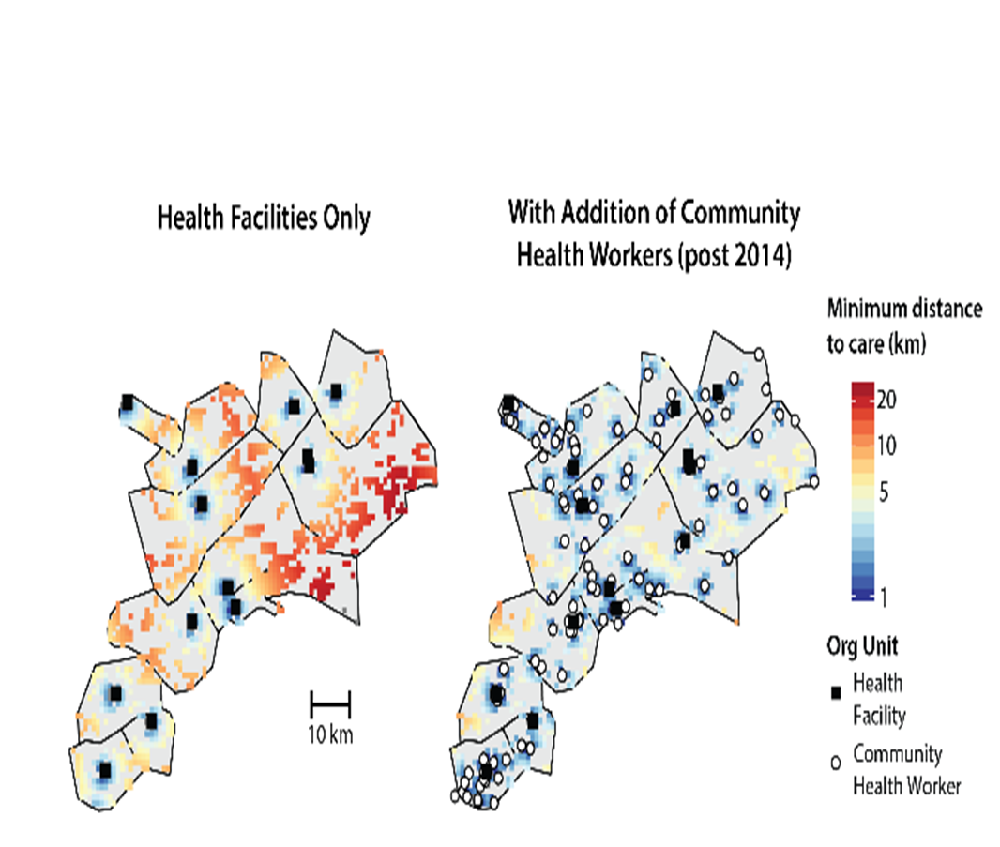 Health Facilities Only
With Addition of Community
Health Workers (post 2014)
Minimum distance
to care (km)
20
10
5
1
Org Unit
Health
Facility
Community
Health Worker
10 km